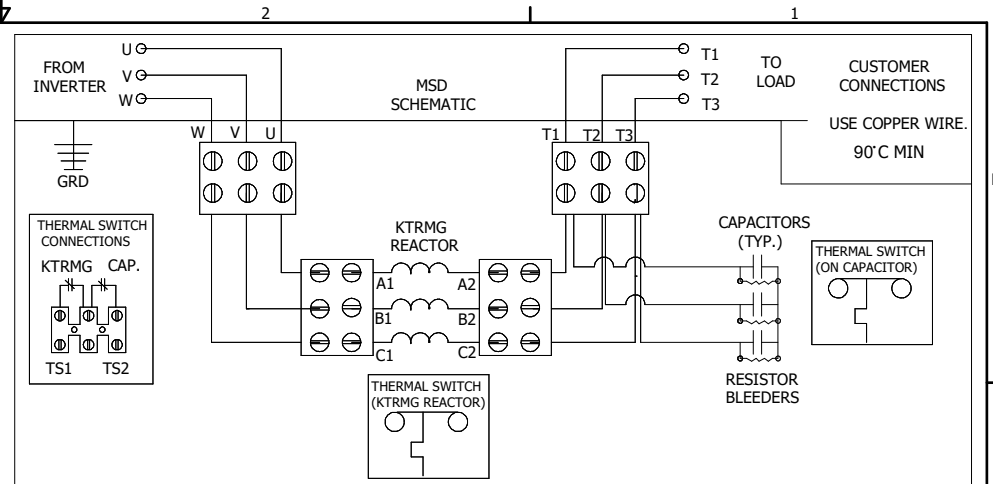 2
1
FROM
INVERTER
U
V
W
MSD
SCHEMATIC
T1
T2
T3
TO
LOAD
CUSTOMER
CONNECTIONS
USE COPPER WIRE.
90°C MIN
GRD
W V U
T1 T2 T3
THERMAL SWITCH
CONNECTIONS
KTRMG CAP.
TS1 TS2
KTRMG
REACTOR
A1 A2
B1 B2
C1 C2
THERMAL SWITCH
(KTRMG REACTOR)
CAPACITORS
(TYP.)
RESISTOR
BLEEDERS
THERMAL SWITCH
(ON CAPACITOR)